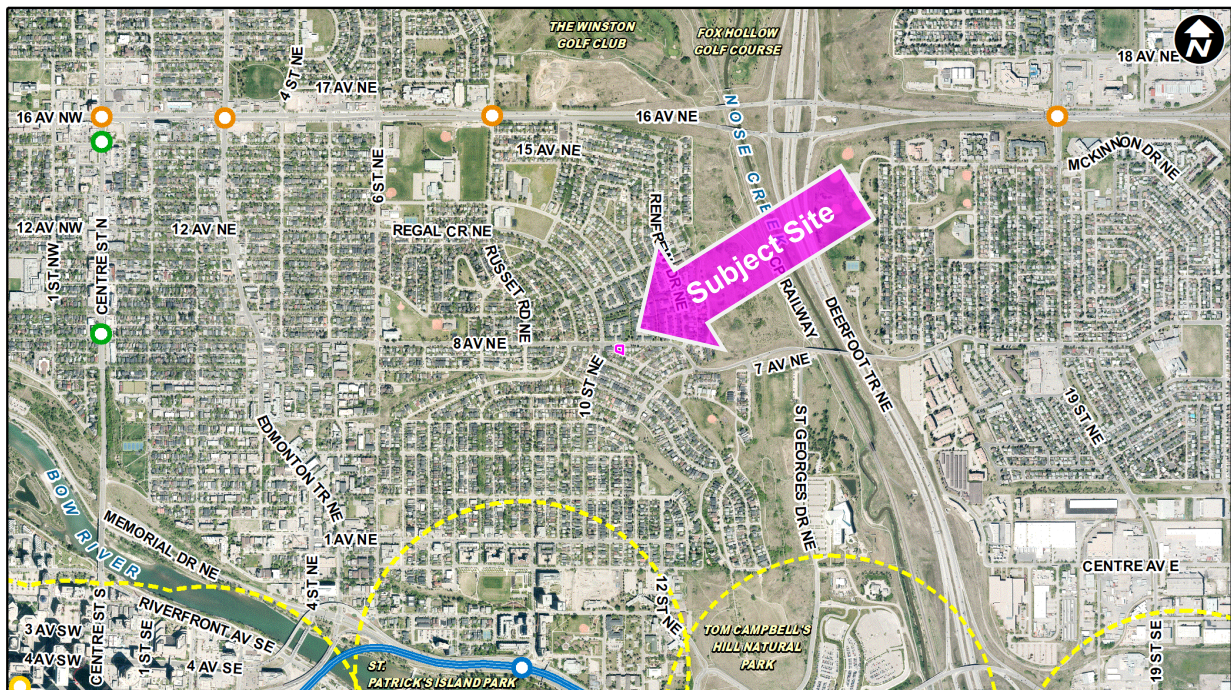 THE WINSTON
GOLF CLUB
FOX HOLLOW
GOLF COURSE
N
4 ST NE
17 AV NE
18 AV NE
16 AV NW
16 AV NE
NOSE CREEK
15 AV NE
MCKINNON DR NE
6 ST NE
12 AV NW
12 AV NE
REGAL CR NE
RENFREW DR NE
Subject Site
1 ST NW
CENTRE ST N
RUSSET RD NE
CP RAILWAY
DEERFOOT TR NE
8 AV NE
7 AV NE
10 ST NE
19 ST NE
EDMONTON TR NE
ST GEORGES DR NE
BOW RIVER
MEMORIAL DR NE
1 AV NE
CENTRE AV E
4 ST NE
12 ST NE
RIVERFRONT AV SE
3 AV SW
4 AV SW
CENTRE ST S
1 ST SE
4 AV SE
ST.
PATRICK'S ISLAND PARK
TOM CAMPBELL'S
HILL NATURAL
PARK
19 ST SE